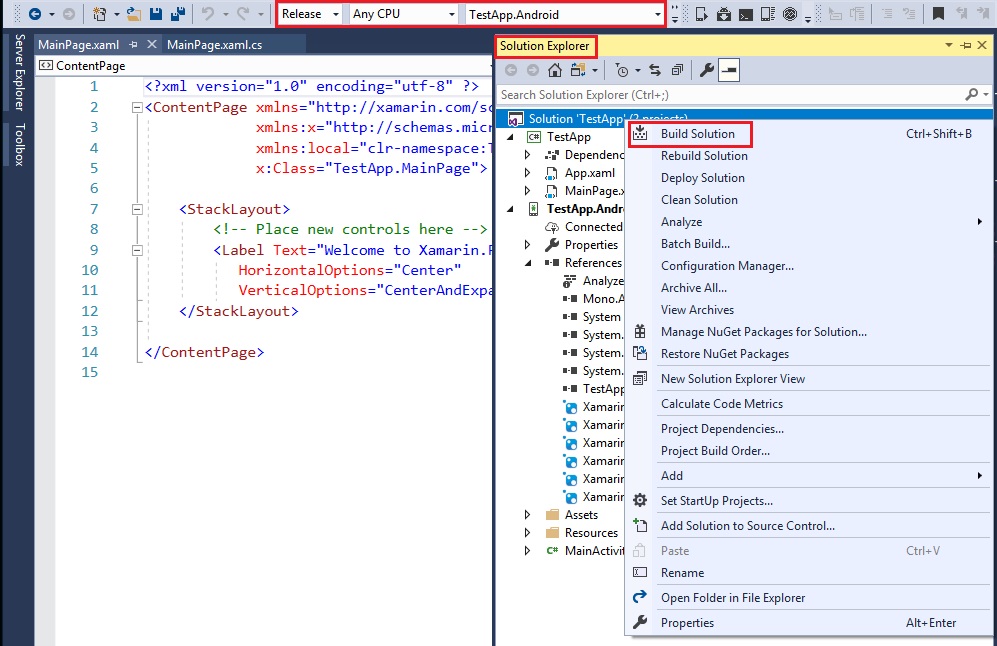 Release Any CPU TestApp.Android
Server Explorer
Toolbox
MainPage.xaml MainPage.xaml.cs
ContentPage
1 <?xml version="1.0" encoding="utf-8" ?>
2 <ContentPage xmlns="http://xamarin.com/sc
3 xmlns:x="http://schemas.micr
4 xmlns:local="clr-namespace:T
5 x:Class="TestApp.MainPage">
6
7 <StackLayout>
8 <!-- Place new controls here -->
9 <Label Text="Welcome to Xamarin.F
10 HorizontalOptions="Center"
11 VerticalOptions="CenterAndExpa
12 </StackLayout>
13
14 </ContentPage>
15
Solution Explorer
Search Solution Explorer (Ctrl+;)
Solution 'TestApp' (2 projects)
TestApp
Dependenc
App.xaml
MainPage.x
TestApp.Andr
Connected
Properties
References
Analyze
Mono.A
System
System.
System.
System.
TestApp
Xamarin
Xamarin
Xamarin
Xamarin
Xamarin
Xamarin
Assets
Resources
MainActivit
Build Solution Ctrl+Shift+B
Rebuild Solution
Deploy Solution
Clean Solution
Analyze
Batch Build...
Configuration Manager...
Archive All...
View Archives
Manage NuGet Packages for Solution...
Restore NuGet Packages
New Solution Explorer View
Calculate Code Metrics
Project Dependencies...
Project Build Order...
Add
Set StartUp Projects...
Add Solution to Source Control...
Paste Ctrl+V
Rename
Open Folder in File Explorer
Properties Alt+Enter